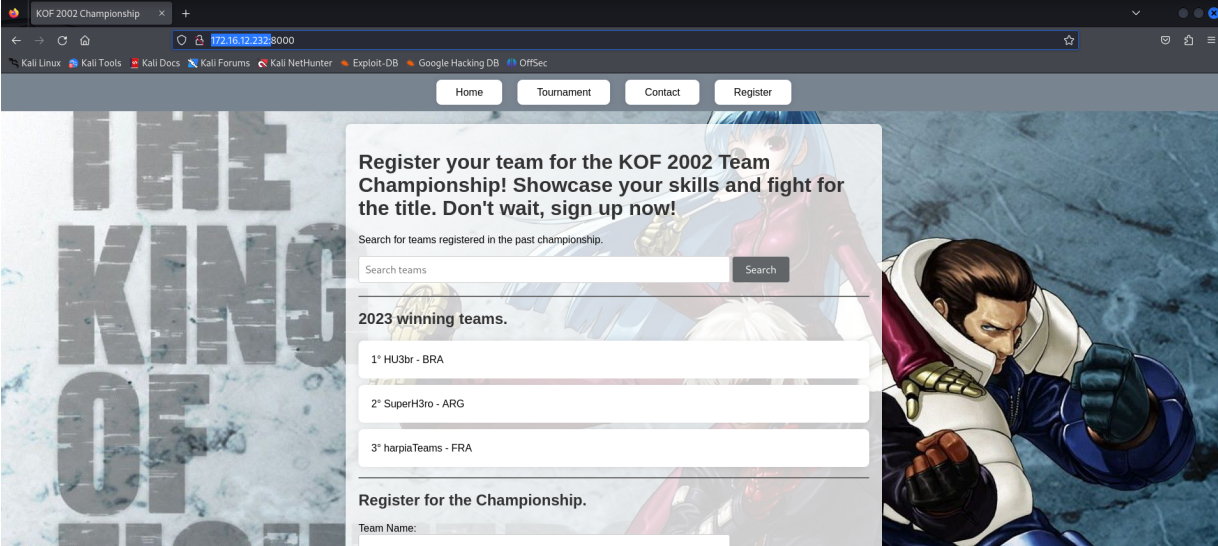 KOF 2002 Championship
172.16.12.232:8000
Kali Linux Kali Tools Kali Docs Kali Forums Kali NetHunter Exploit-DB Google Hacking DB OffSec
Home Tournament Contact Register
THE
KING
OF
Register your team for the KOF 2002 Team
Championship! Showcase your skills and fight for
the title. Don't wait, sign up now!
Search for teams registered in the past championship.
Search teams Search
2023 winning teams.
1° HU3br - BRA
2° SuperH3ro - ARG
3° harpiaTeams - FRA
Register for the Championship.
Team Name: